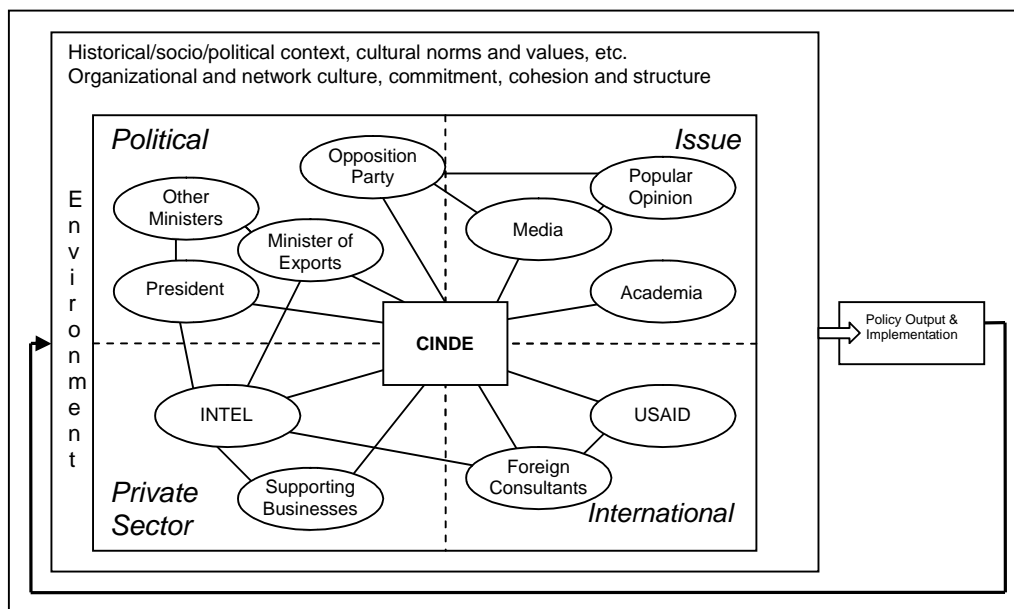 Historical/socio/political context, cultural norms and values, etc.
Organizational and network culture, commitment, cohesion and structure
Environment
Political
Issue
Opposition
Party
Popular
Opinion
Other
Ministers
Media
Minister of
Exports
President
Academia
CINDE
Policy Output &
Implementation
INTEL
USAID
Foreign
Consultants
Supporting
Businesses
Private
Sector
International